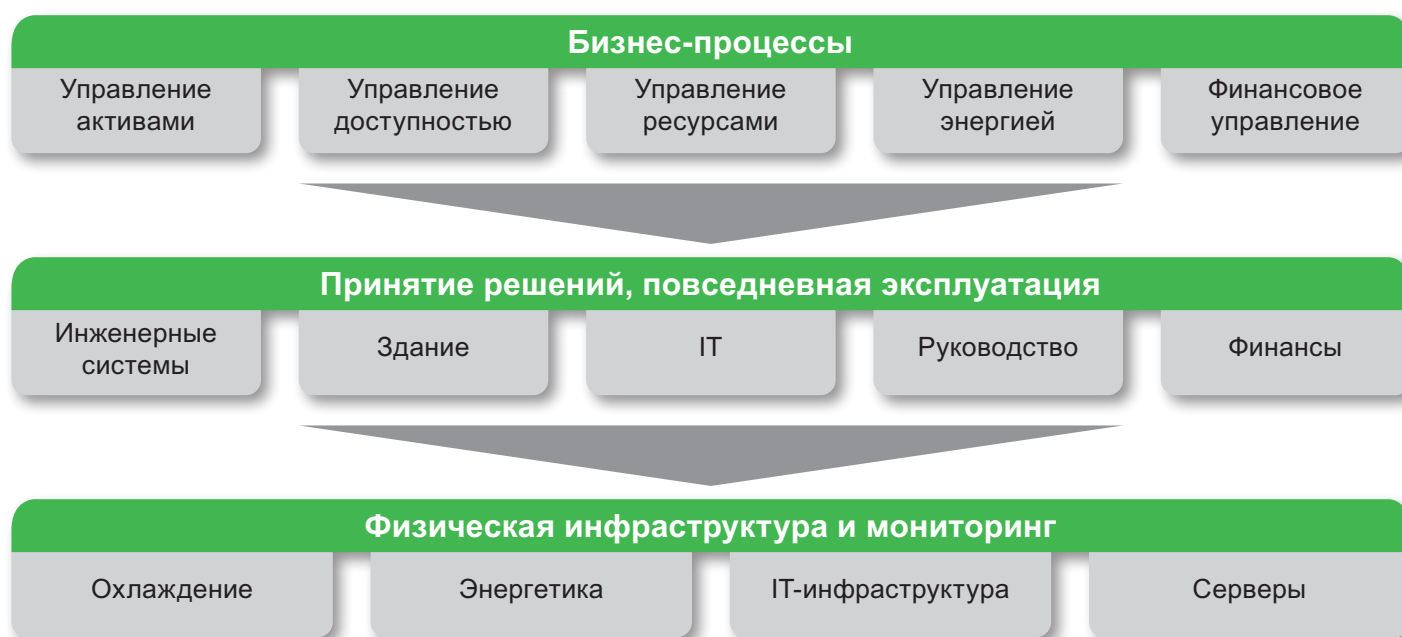 Бизнес-процессы
Управление
активами
Управление
доступностью
Управление
ресурсами
Управление
энергией
Финансовое
управление
Принятие решений, повседневная эксплуатация
Инженерные
системы
Здание
IT
Руководство
Финансы
Физическая инфраструктура и мониторинг
Охлаждение
Энергетика
IT-инфраструктура
Серверы